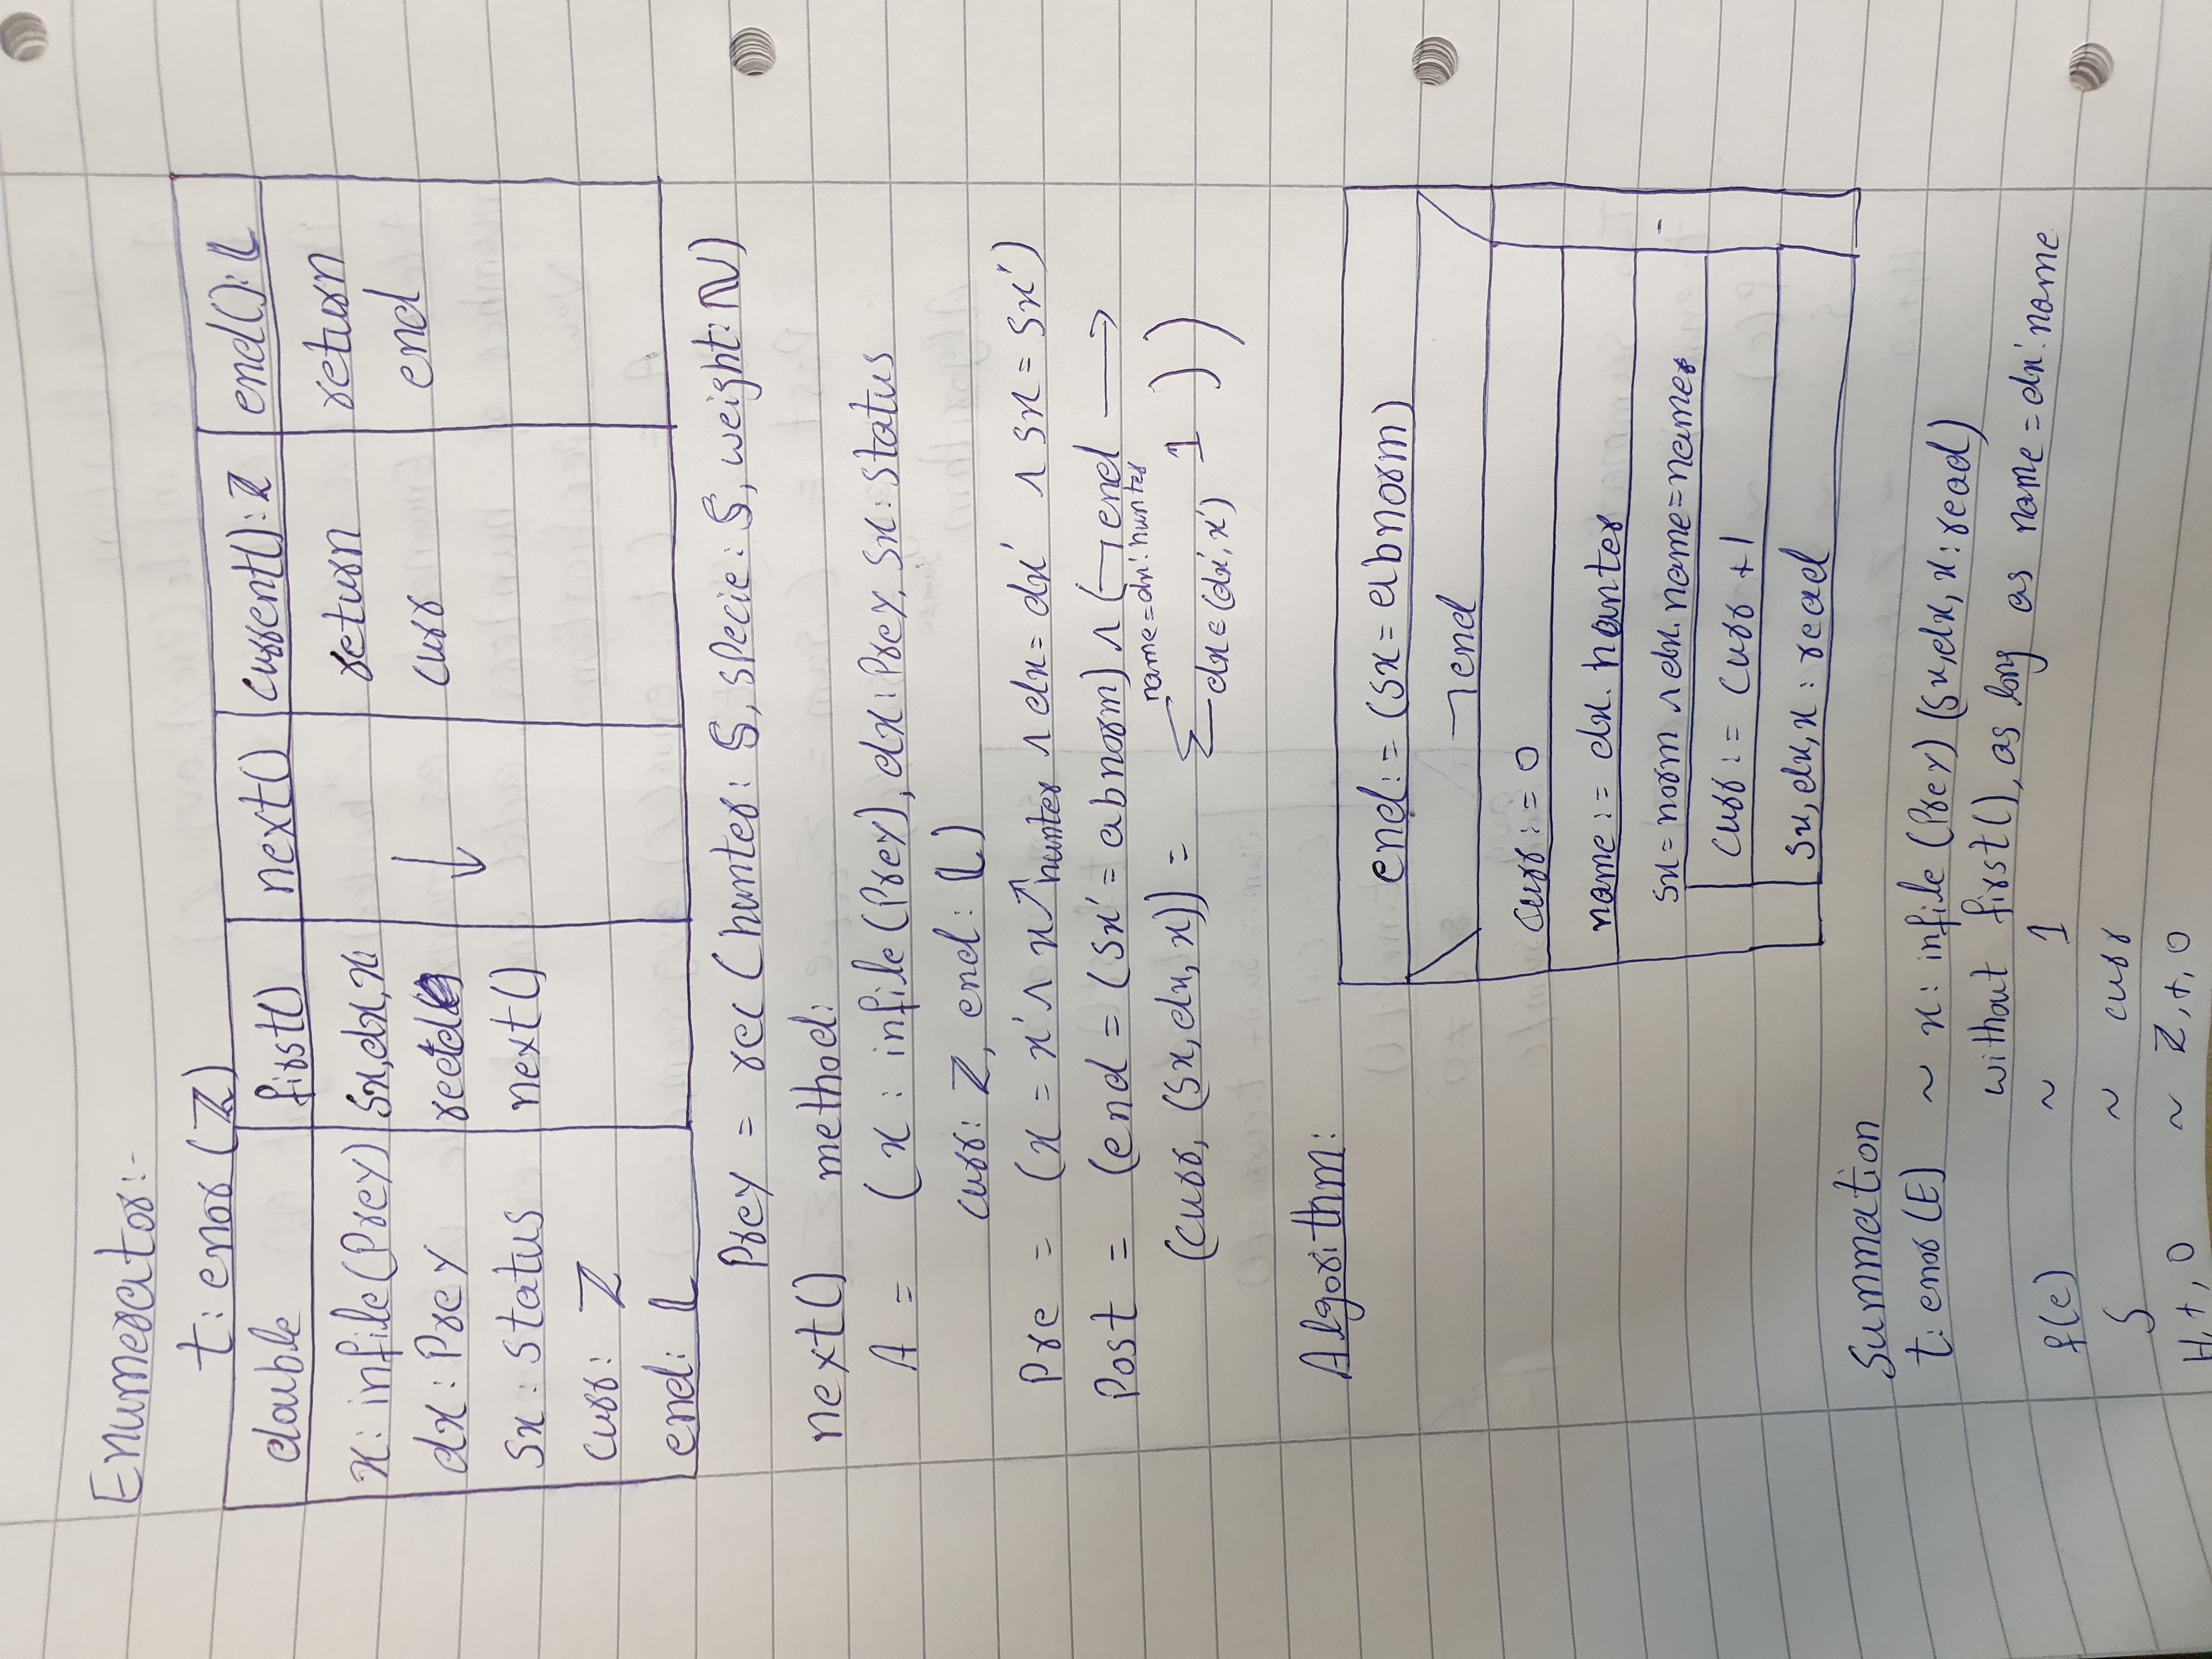 Enumerator:-
t: enor (ℤ)
double first() next() current(): ℤ end(): 𝕃
x: infile(Prey) sx,dx,x: return return
dx: Prey read ↓ curr end
sx: status next()
curr: ℤ
end: 𝕃
Prey = rec (hunter: 𝕊, specie: 𝕊, weight: ℕ)
next() method:
A = (x: infile (Prey), dx: Prey, sx: status
curr: ℤ, end: 𝕃)
Pre = (x = x' ∧ x ↗hunter ∧ dx = dx' ∧ sx = sx')
Post = (end = (sx' = abnorm) ∧ (¬end ⟶
name = dx'.hunter
(curr, (sx, dx, x)) = ∑ 1 ))
dx ∈ (dx', x')
Algorithm:
end := (sx = abnorm)
¬end
curr := 0
name := dx. hunter
sx = norm ∧ dx. name = name -
curr := curr +1
sx, dx, x : read
Summation
t: enor (E) ~ x: infile (Prey) (sx,dx, x: read)
without first(), as long as name = dx'.name
f(e) ~ 1
S ~ curr
H,+,0 ~ ℤ,+,0